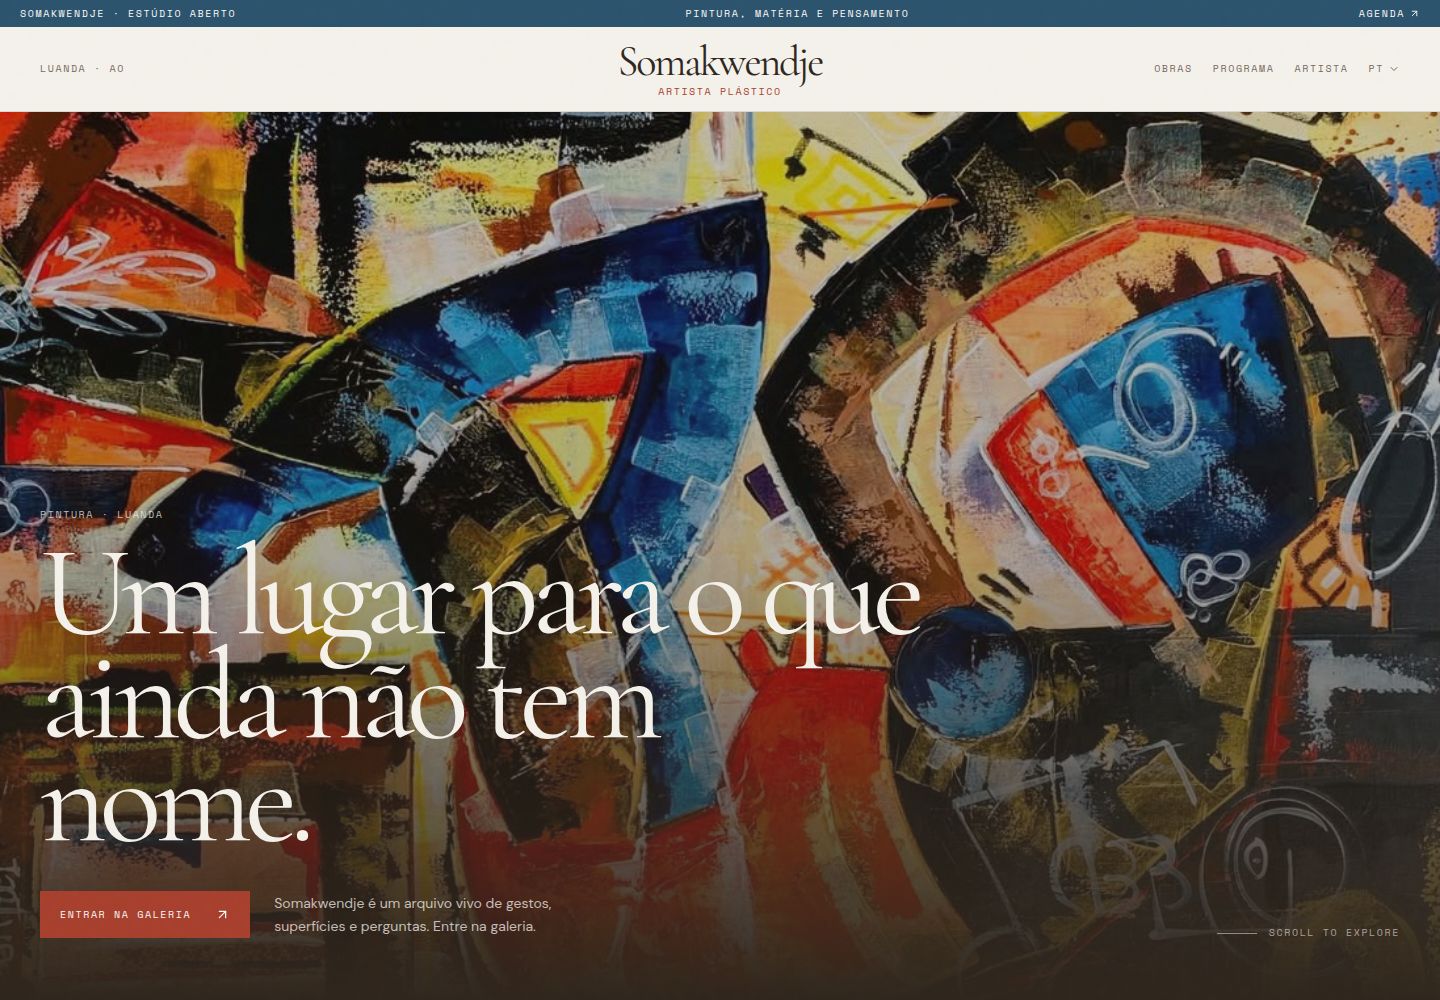 SOMAKWENDJE · ESTÚDIO ABERTO
PINTURA, MATÉRIA E PENSAMENTO
AGENDA
LUANDA · AO
Somakwendje
ARTISTA PLÁSTICO
OBRAS
PROGRAMA
ARTISTA
PT
PINTURA · LUANDA
Um lugar para o que
ainda não tem
nome.
ENTRAR NA GALERIA
Somakwendje é um arquivo vivo de gestos,
superfícies e perguntas. Entre na galeria.
SCROLL TO EXPLORE